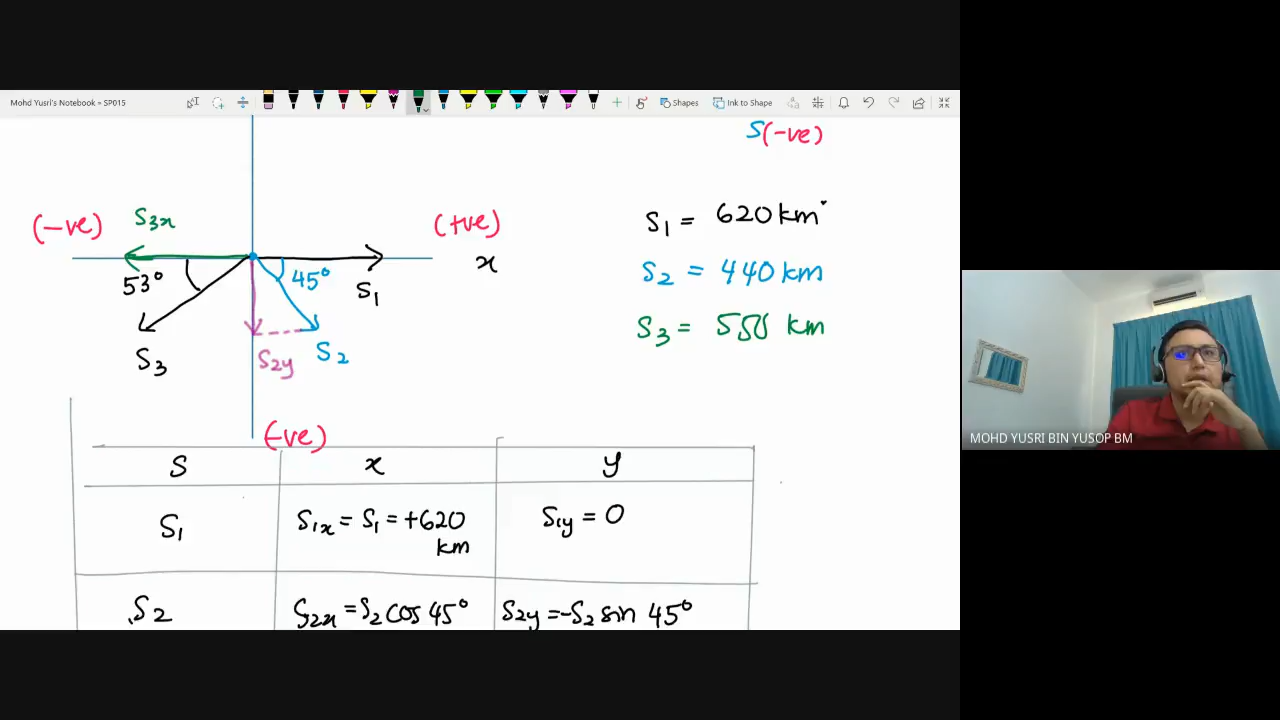 Mohd Yusri's Notebook » SP015
Shapes
Ink to Shape
S(-ve)
(-ve)
S3x
(+ve)
x
53°
45°
S1
S3
S2y
S2
(-ve)
S1 = 620 km
S2 = 440 km
S3 = 550 km
S x y
S1 S1x = S1 = +620 km S1y = 0
S2 S2x = S2 cos 45° S2y = -S2 sin 45°
MOHD YUSRI BIN YUSOP BM